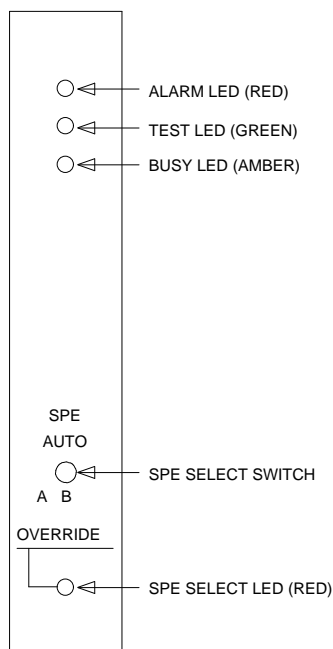 ALARM LED (RED)
TEST LED (GREEN)
BUSY LED (AMBER)
SPE
AUTO
SPE SELECT SWITCH
A B
OVERRIDE
SPE SELECT LED (RED)